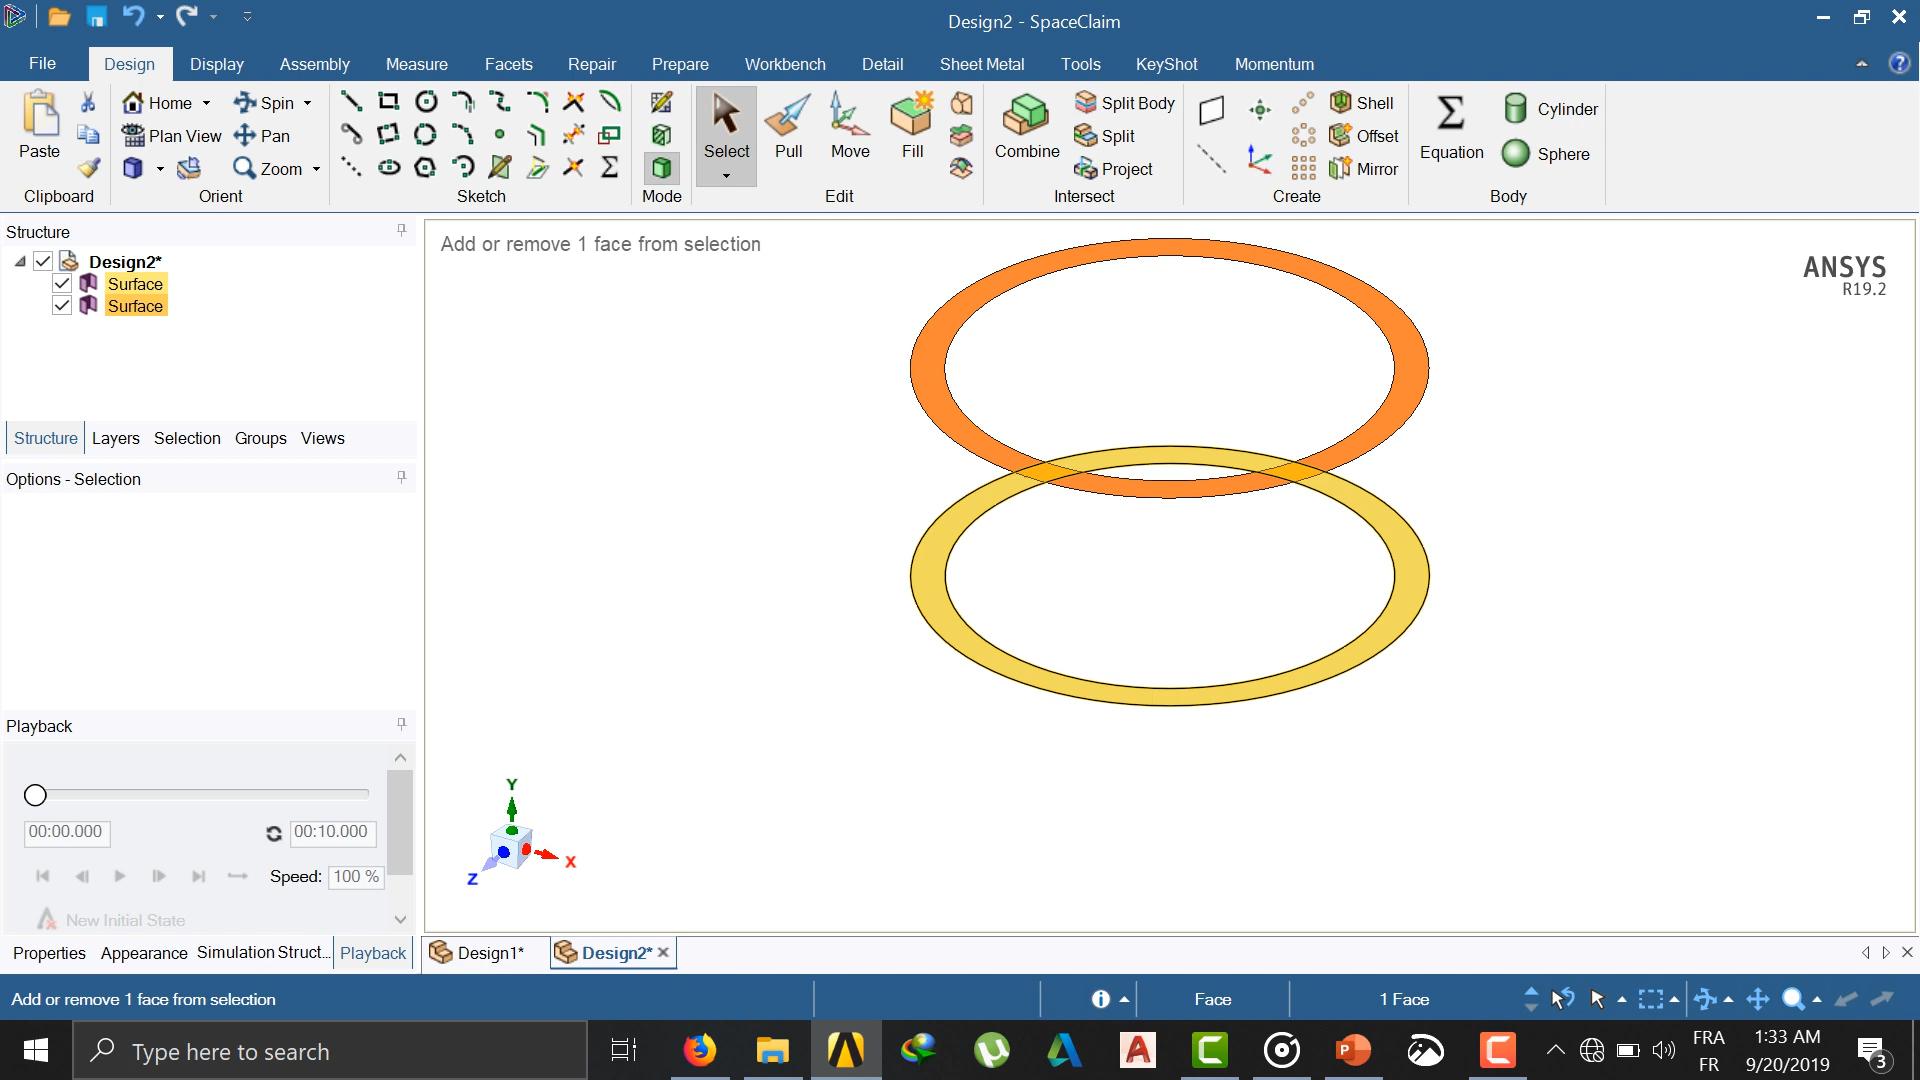 Design2 - SpaceClaim
File Design Display Assembly Measure Facets Repair Prepare Workbench Detail Sheet Metal Tools KeyShot Momentum
Home Spin Split Body Shell Cylinder
Plan View Pan Split Offset
Paste Select Pull Move Fill Combine Equation Sphere
Zoom Project Mirror
Clipboard Orient Sketch Mode Edit Intersect Create Body
Structure
Add or remove 1 face from selection
Design2*
ANSYS
R19.2
Surface
Surface
Structure Layers Selection Groups Views
Options - Selection
Playback
00:00.000 00:10.000
Speed: 100 %
New Initial State
Y
X
Z
Properties Appearance Simulation Struct... Playback Design1* Design2*
Add or remove 1 face from selection Face 1 Face
Type here to search
FRA
FR
1:33 AM
9/20/2019
3